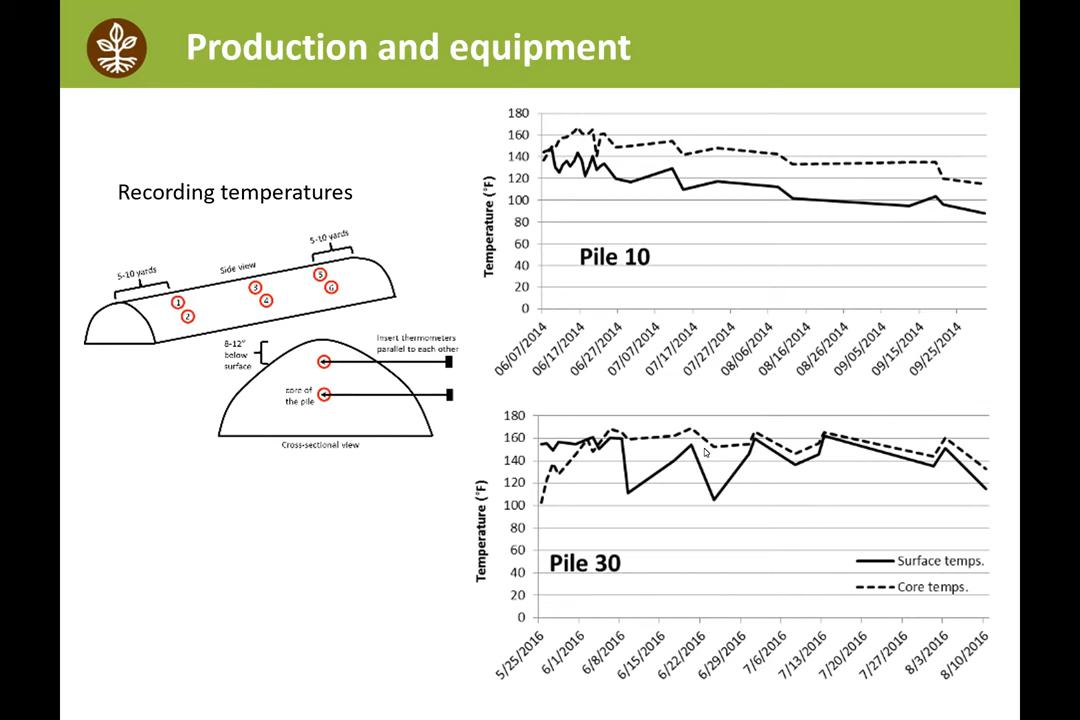 Production and equipment
Recording temperatures
5-10 yards
Side view
5-10 yards
1
2
3
4
5
6
8-12"
below
surface
Insert thermometers
parallel to each other
core of
the pile
Cross-sectional view
Temperature (°F)
180
160
140
120
100
80
60
40
20
0
Pile 10
06/07/2014
06/17/2014
06/27/2014
07/07/2014
07/17/2014
07/27/2014
08/06/2014
08/16/2014
08/26/2014
09/05/2014
09/15/2014
09/25/2014
Temperature (°F)
180
160
140
120
100
80
60
40
20
0
Pile 30
Surface temps.
Core temps.
5/25/2016
6/1/2016
6/8/2016
6/15/2016
6/22/2016
6/29/2016
7/6/2016
7/13/2016
7/20/2016
7/27/2016
8/3/2016
8/10/2016